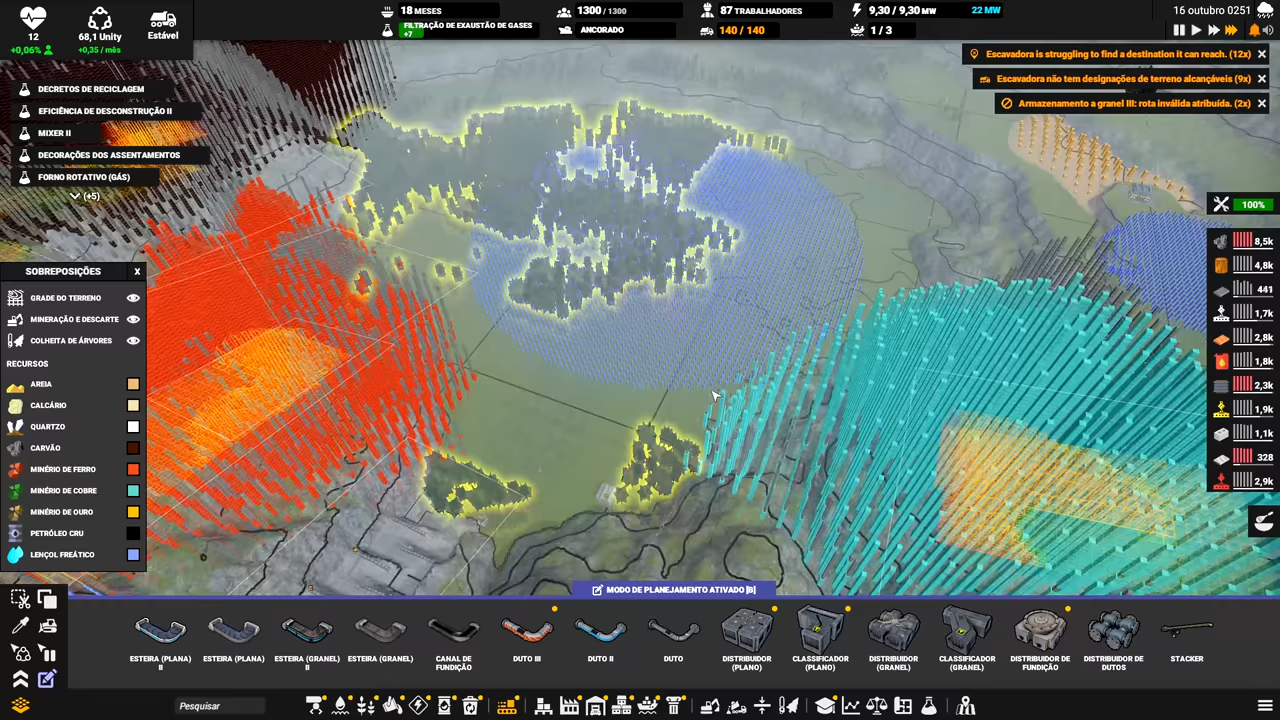 12
+0,06%
68,1 Unity
+0,35 / mês
Estável
18 MESES
FILTRAÇÃO DE EXAUSTÃO DE GASES
+7
1300 / 1300
ANCORADO
87 TRABALHADORES
140 / 140
9,30 / 9,30 MW
22 MW
1 / 3
16 outubro 0251
Escavadora is struggling to find a destination it can reach. (12x)
Escavadora não tem designações de terreno alcançáveis (9x)
Armazenamento a granel III: rota inválida atribuída. (2x)
DECRETOS DE RECICLAGEM
EFICIÊNCIA DE DESCONSTRUÇÃO II
MIXER II
DECORAÇÕES DOS ASSENTAMENTOS
FORNO ROTATIVO (GÁS)
(+5)
SOBREPOSIÇÕES X
GRADE DO TERRENO
MINERAÇÃO E DESCARTE
COLHEITA DE ÁRVORES
RECURSOS
AREIA
CALCÁRIO
QUARTZO
CARVÃO
MINÉRIO DE FERRO
MINÉRIO DE COBRE
MINÉRIO DE OURO
PETRÓLEO CRU
LENÇOL FREÁTICO
100%
8,5k
4,8k
441
1,7k
2,8k
1,8k
2,3k
1,9k
1,1k
328
2,9k
MODO DE PLANEJAMENTO ATIVADO [B]
ESTEIRA (PLANA) II
ESTEIRA (PLANA)
ESTEIRA (GRANEL) II
ESTEIRA (GRANEL)
CANAL DE FUNDIÇÃO
DUTO III
DUTO II
DUTO
DISTRIBUIDOR (PLANO)
CLASSIFICADOR (PLANO)
DISTRIBUIDOR (GRANEL)
CLASSIFICADOR (GRANEL)
DISTRIBUIDOR DE FUNDIÇÃO
DISTRIBUIDOR DE DUTOS
STACKER
Pesquisar